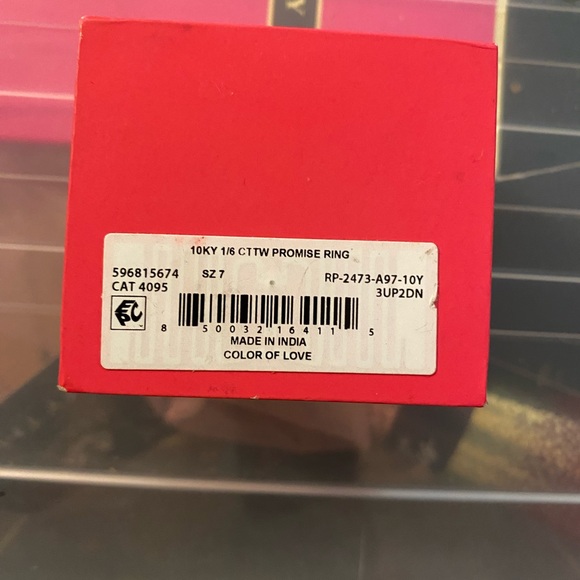 Y
10KY 1/6 CTTW PROMISE RING
596815674 SZ 7 RP-2473-A97-10Y
CAT 4095 3UP2DN
8 50032 16411 5
MADE IN INDIA
COLOR OF LOVE